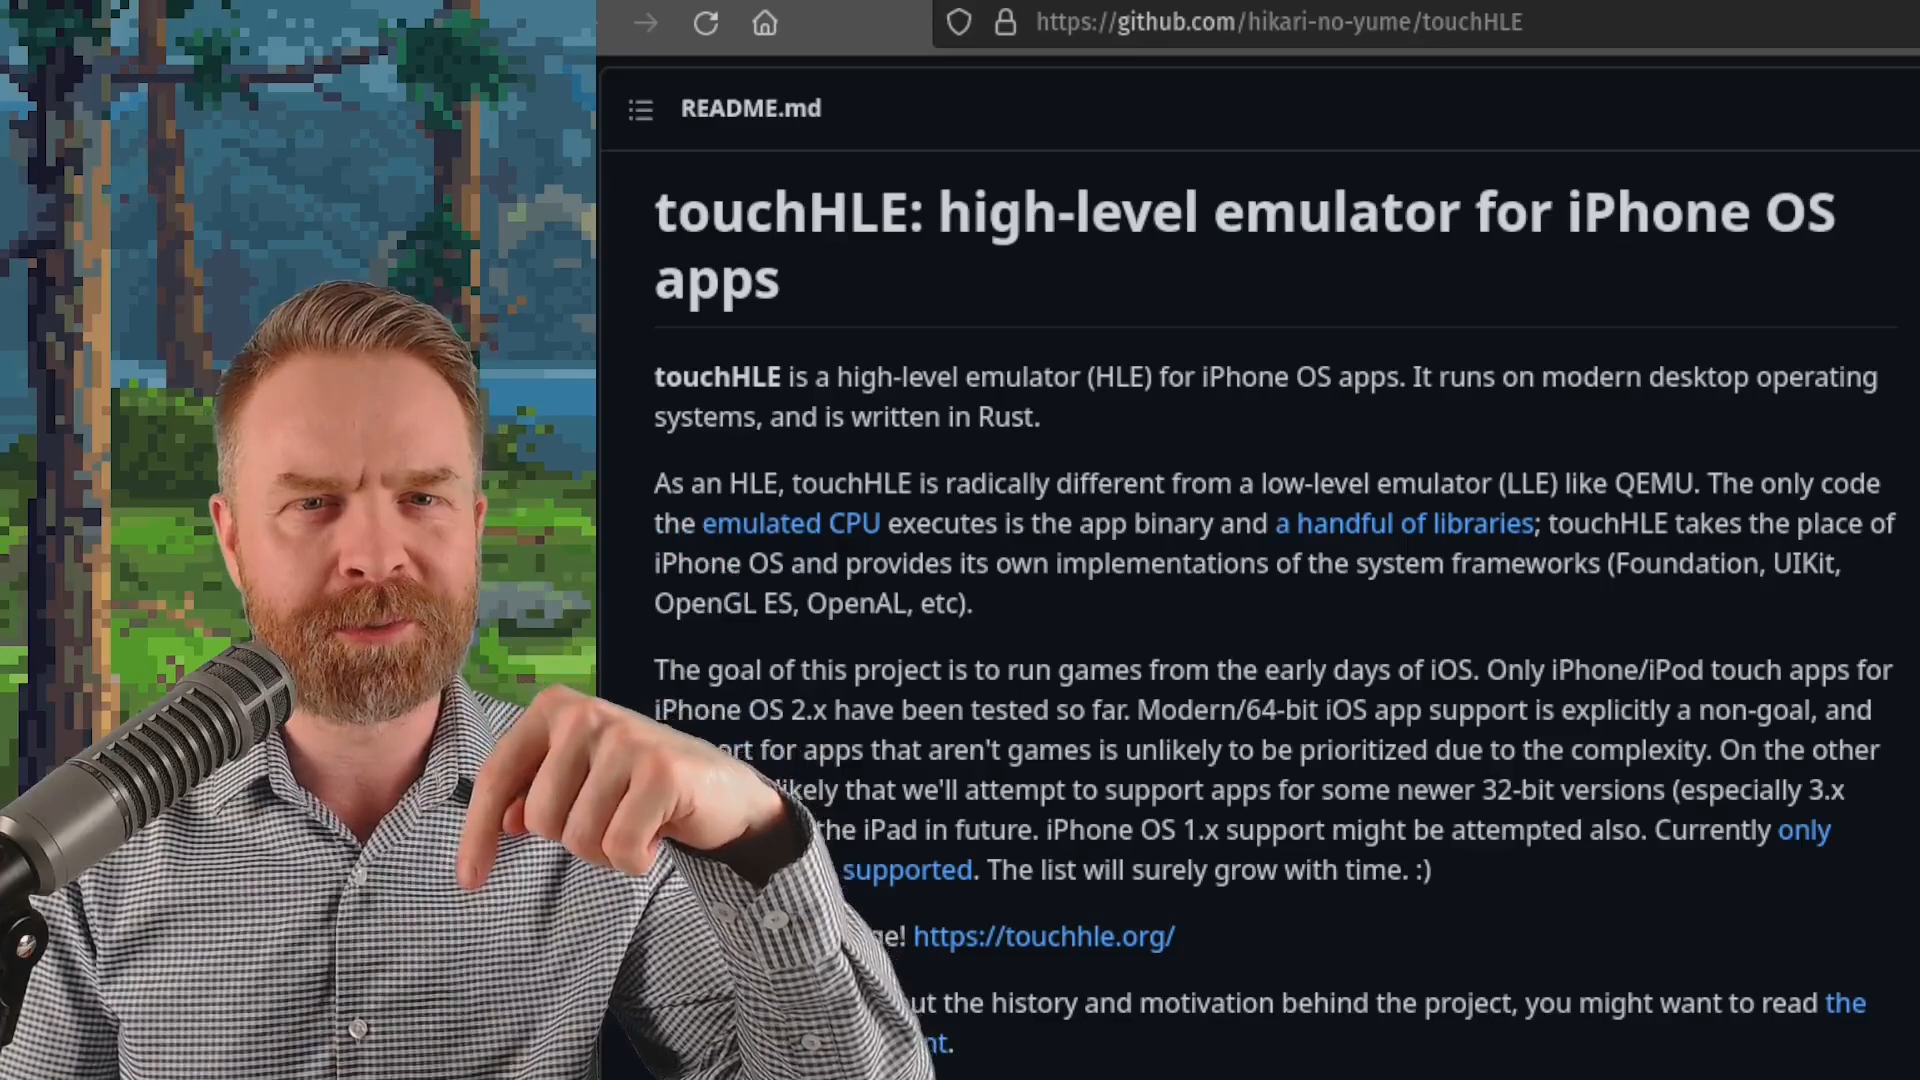 https://github.com/hikari-no-yume/touchHLE
README.md
touchHLE: high-level emulator for iPhone OS
apps
touchHLE is a high-level emulator (HLE) for iPhone OS apps. It runs on modern desktop operating
systems, and is written in Rust.
As an HLE, touchHLE is radically different from a low-level emulator (LLE) like QEMU. The only code
the emulated CPU executes is the app binary and a handful of libraries; touchHLE takes the place of
iPhone OS and provides its own implementations of the system frameworks (Foundation, UIKit,
OpenGL ES, OpenAL, etc).
The goal of this project is to run games from the early days of iOS. Only iPhone/iPod touch apps for
iPhone OS 2.x have been tested so far. Modern/64-bit iOS app support is explicitly a non-goal, and
for apps that aren't games is unlikely to be prioritized due to the complexity. On the other
that we'll attempt to support apps for some newer 32-bit versions (especially 3.x
the iPad in future. iPhone OS 1.x support might be attempted also. Currently only
supported. The list will surely grow with time. :)
https://touchhle.org/
the history and motivation behind the project, you might want to read the